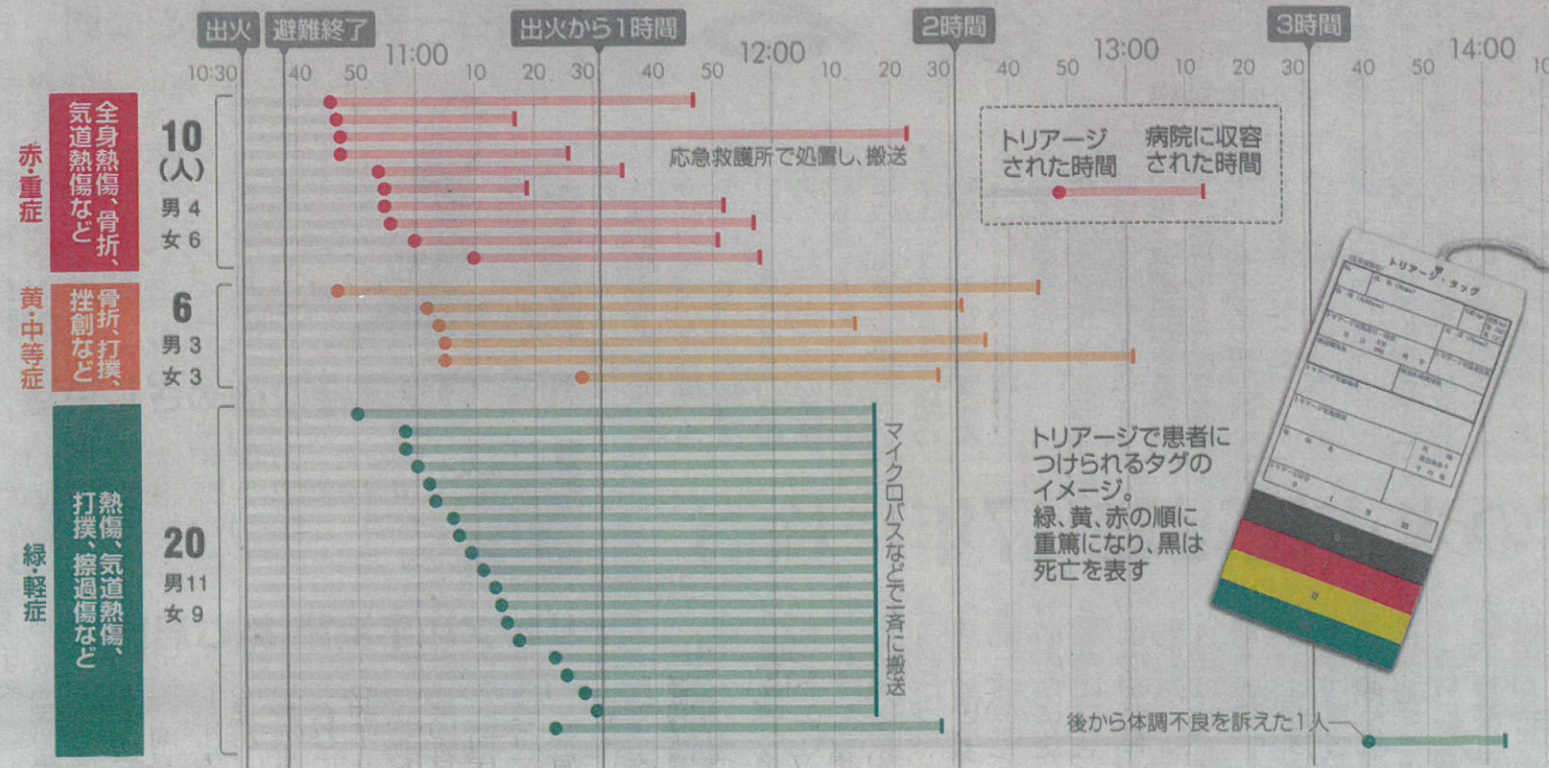 出火
避難終了
出火から1時間
2時間
3時間
11:00
12:00
13:00
14:00
10:30
40
50
10
20
30
40
50
10
20
30
40
50
10
20
30
40
50
10
赤・重症
全身熱傷、骨折、
気道熱傷など
10
(人)
男4
女6
応急救護所で処置し、搬送
トリアージ
された時間
病院に収容
された時間
黄・中等症
骨折、打撲、
挫創など
6
男3
女3
緑・軽症
熱傷、気道熱傷、
打撲、擦過傷など
20
男11
女9
マイクロバスなどで一斉に搬送
トリアージで患者に
つけられるタグの
イメージ。
緑、黄、赤の順に
重篤になり、黒は
死亡を表す
トリアージ・タッグ
0
I
II
後から体調不良を訴えた1人